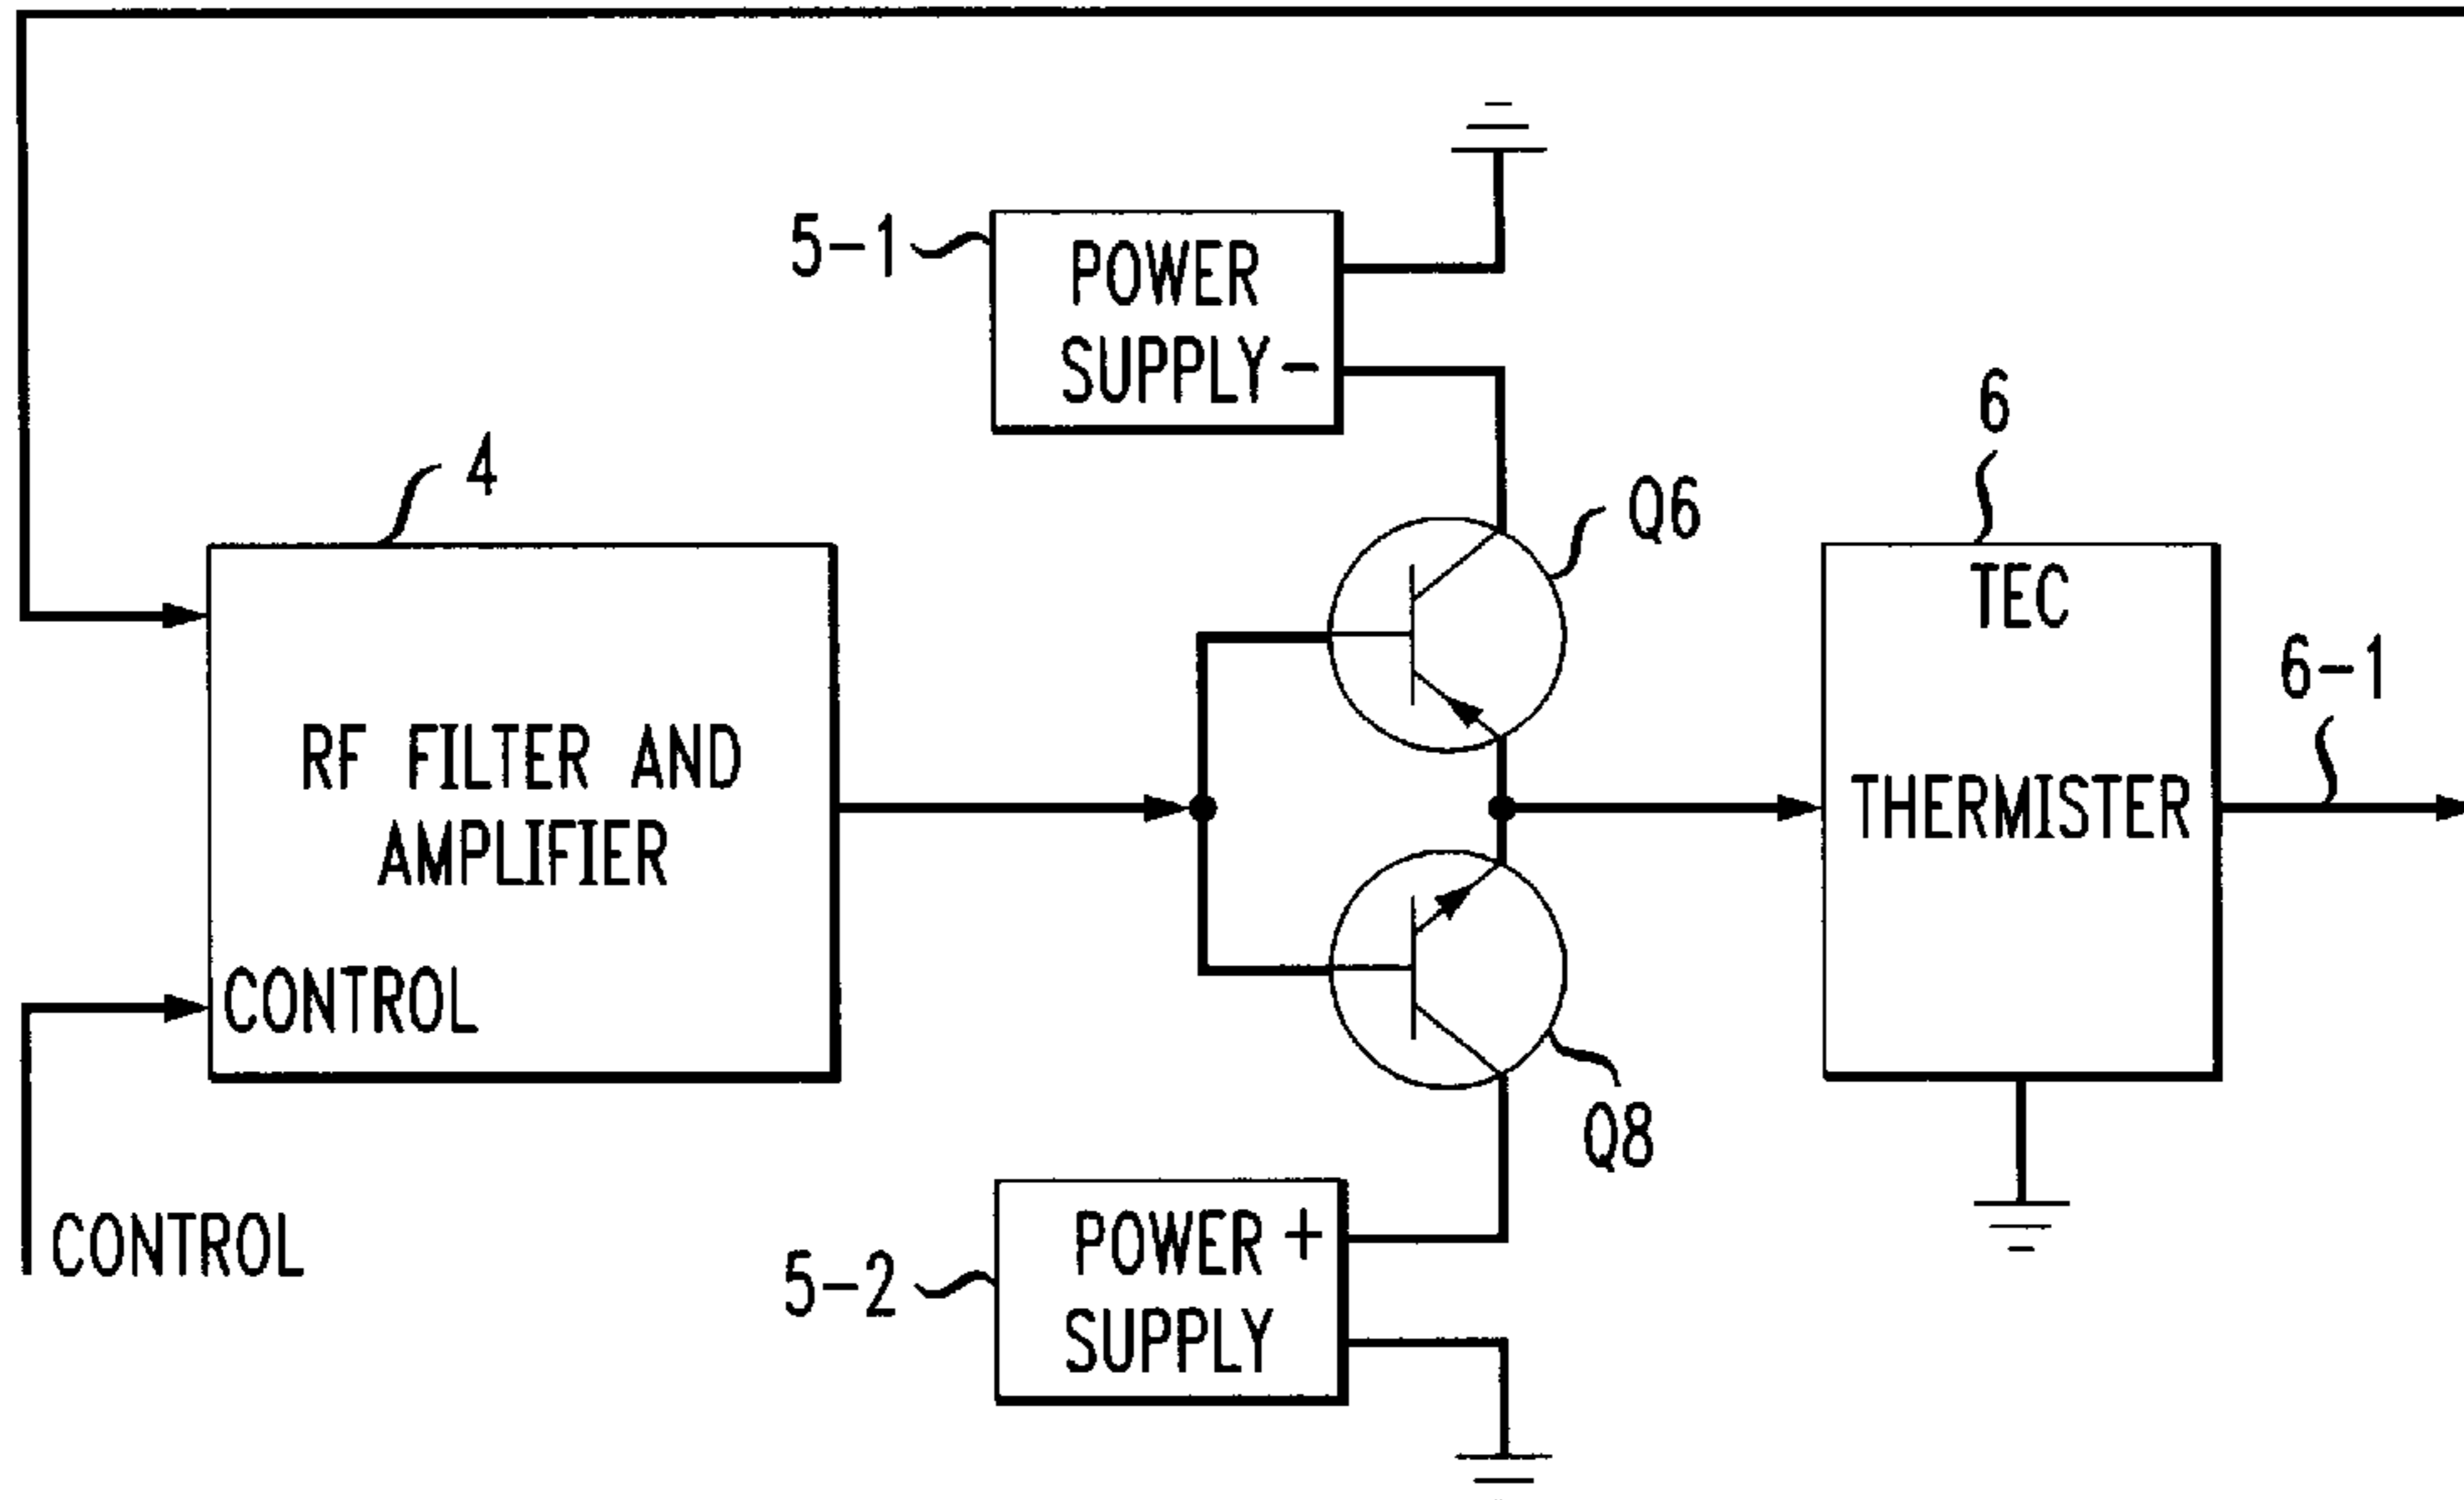 5-1
POWER
SUPPLY -
4
Q6
6
TEC
6-1
RF FILTER AND
AMPLIFIER
THERMISTER
CONTROL
Q8
CONTROL
5-2
POWER +
SUPPLY